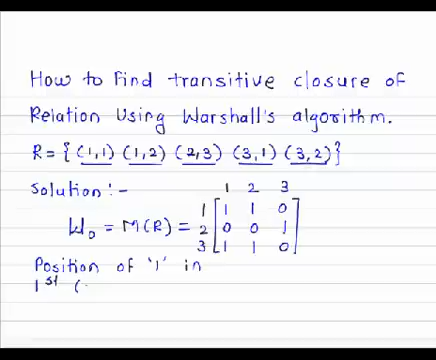 How to Find transitive closure of
Relation Using Warshall's algorithm.
R = { (1,1) (1,2) (2,3) (3,1) (3,2)}
Solution :-
1 2 3
W₀ = M(R) = 1 [1 1 0]
2 [0 0 1]
3 [1 1 0]
Position of '1' in
1st (